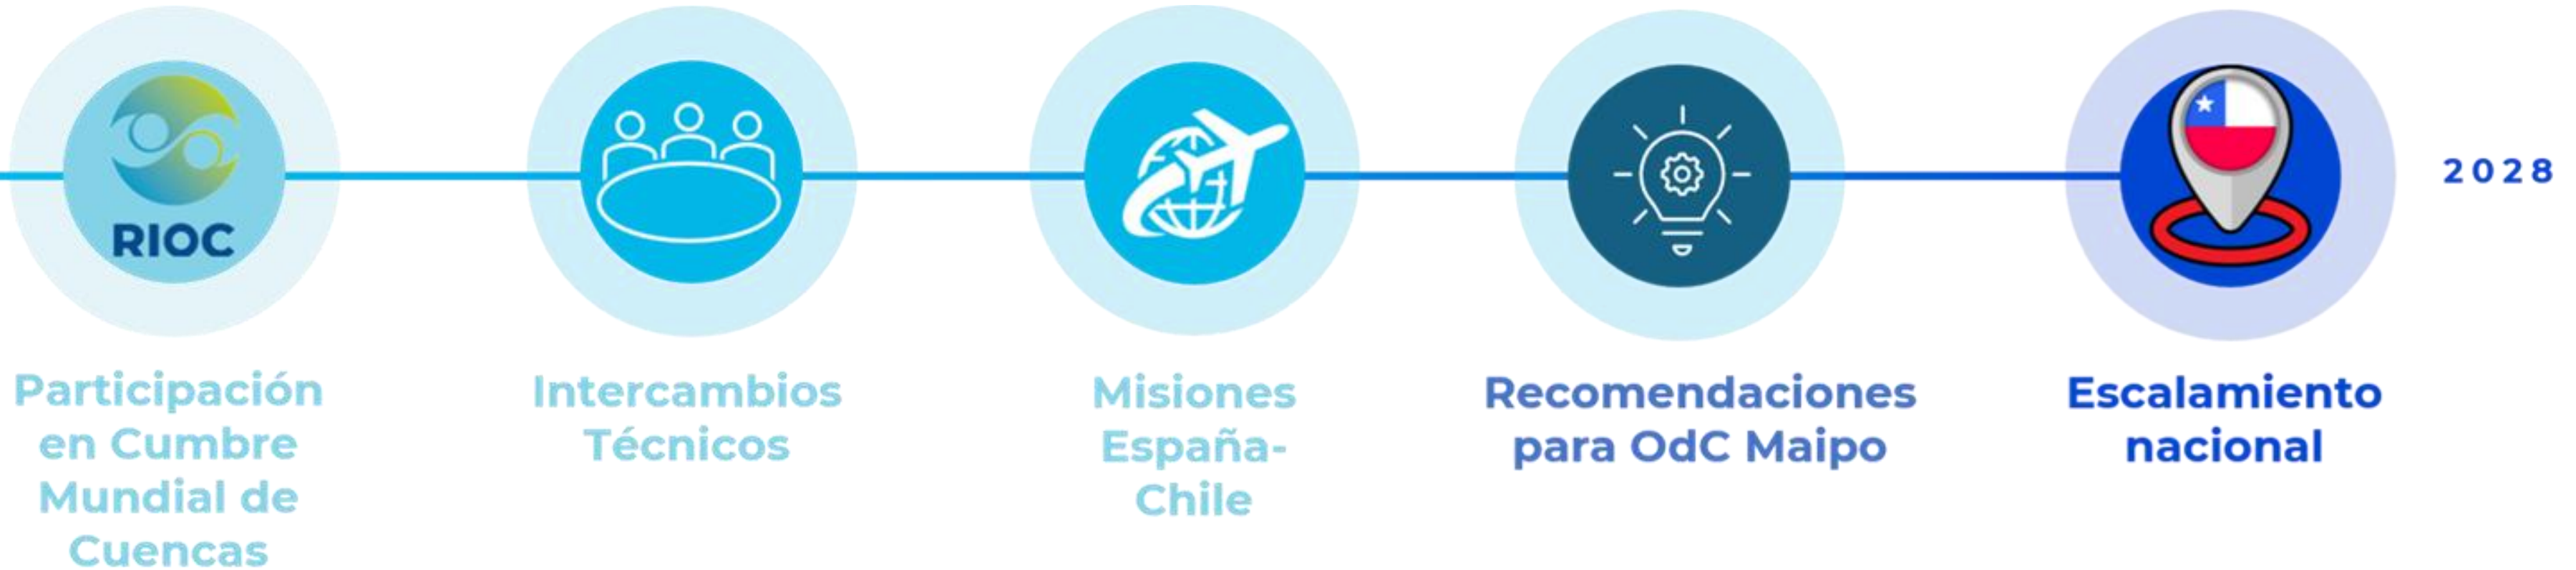 RIOC
Participación
en Cumbre
Mundial de
Cuencas
Intercambios
Técnicos
Misiones
España-
Chile
Recomendaciones
para OdC Maipo
Escalamiento
nacional
2028